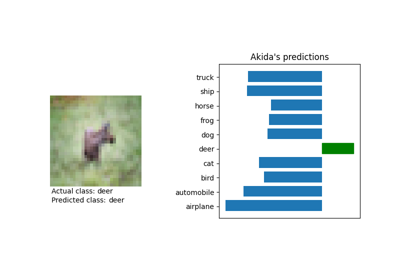 Akida's predictions
truck
ship
horse
frog
dog
deer
cat
bird
automobile
airplane
Actual class: deer
Predicted class: deer